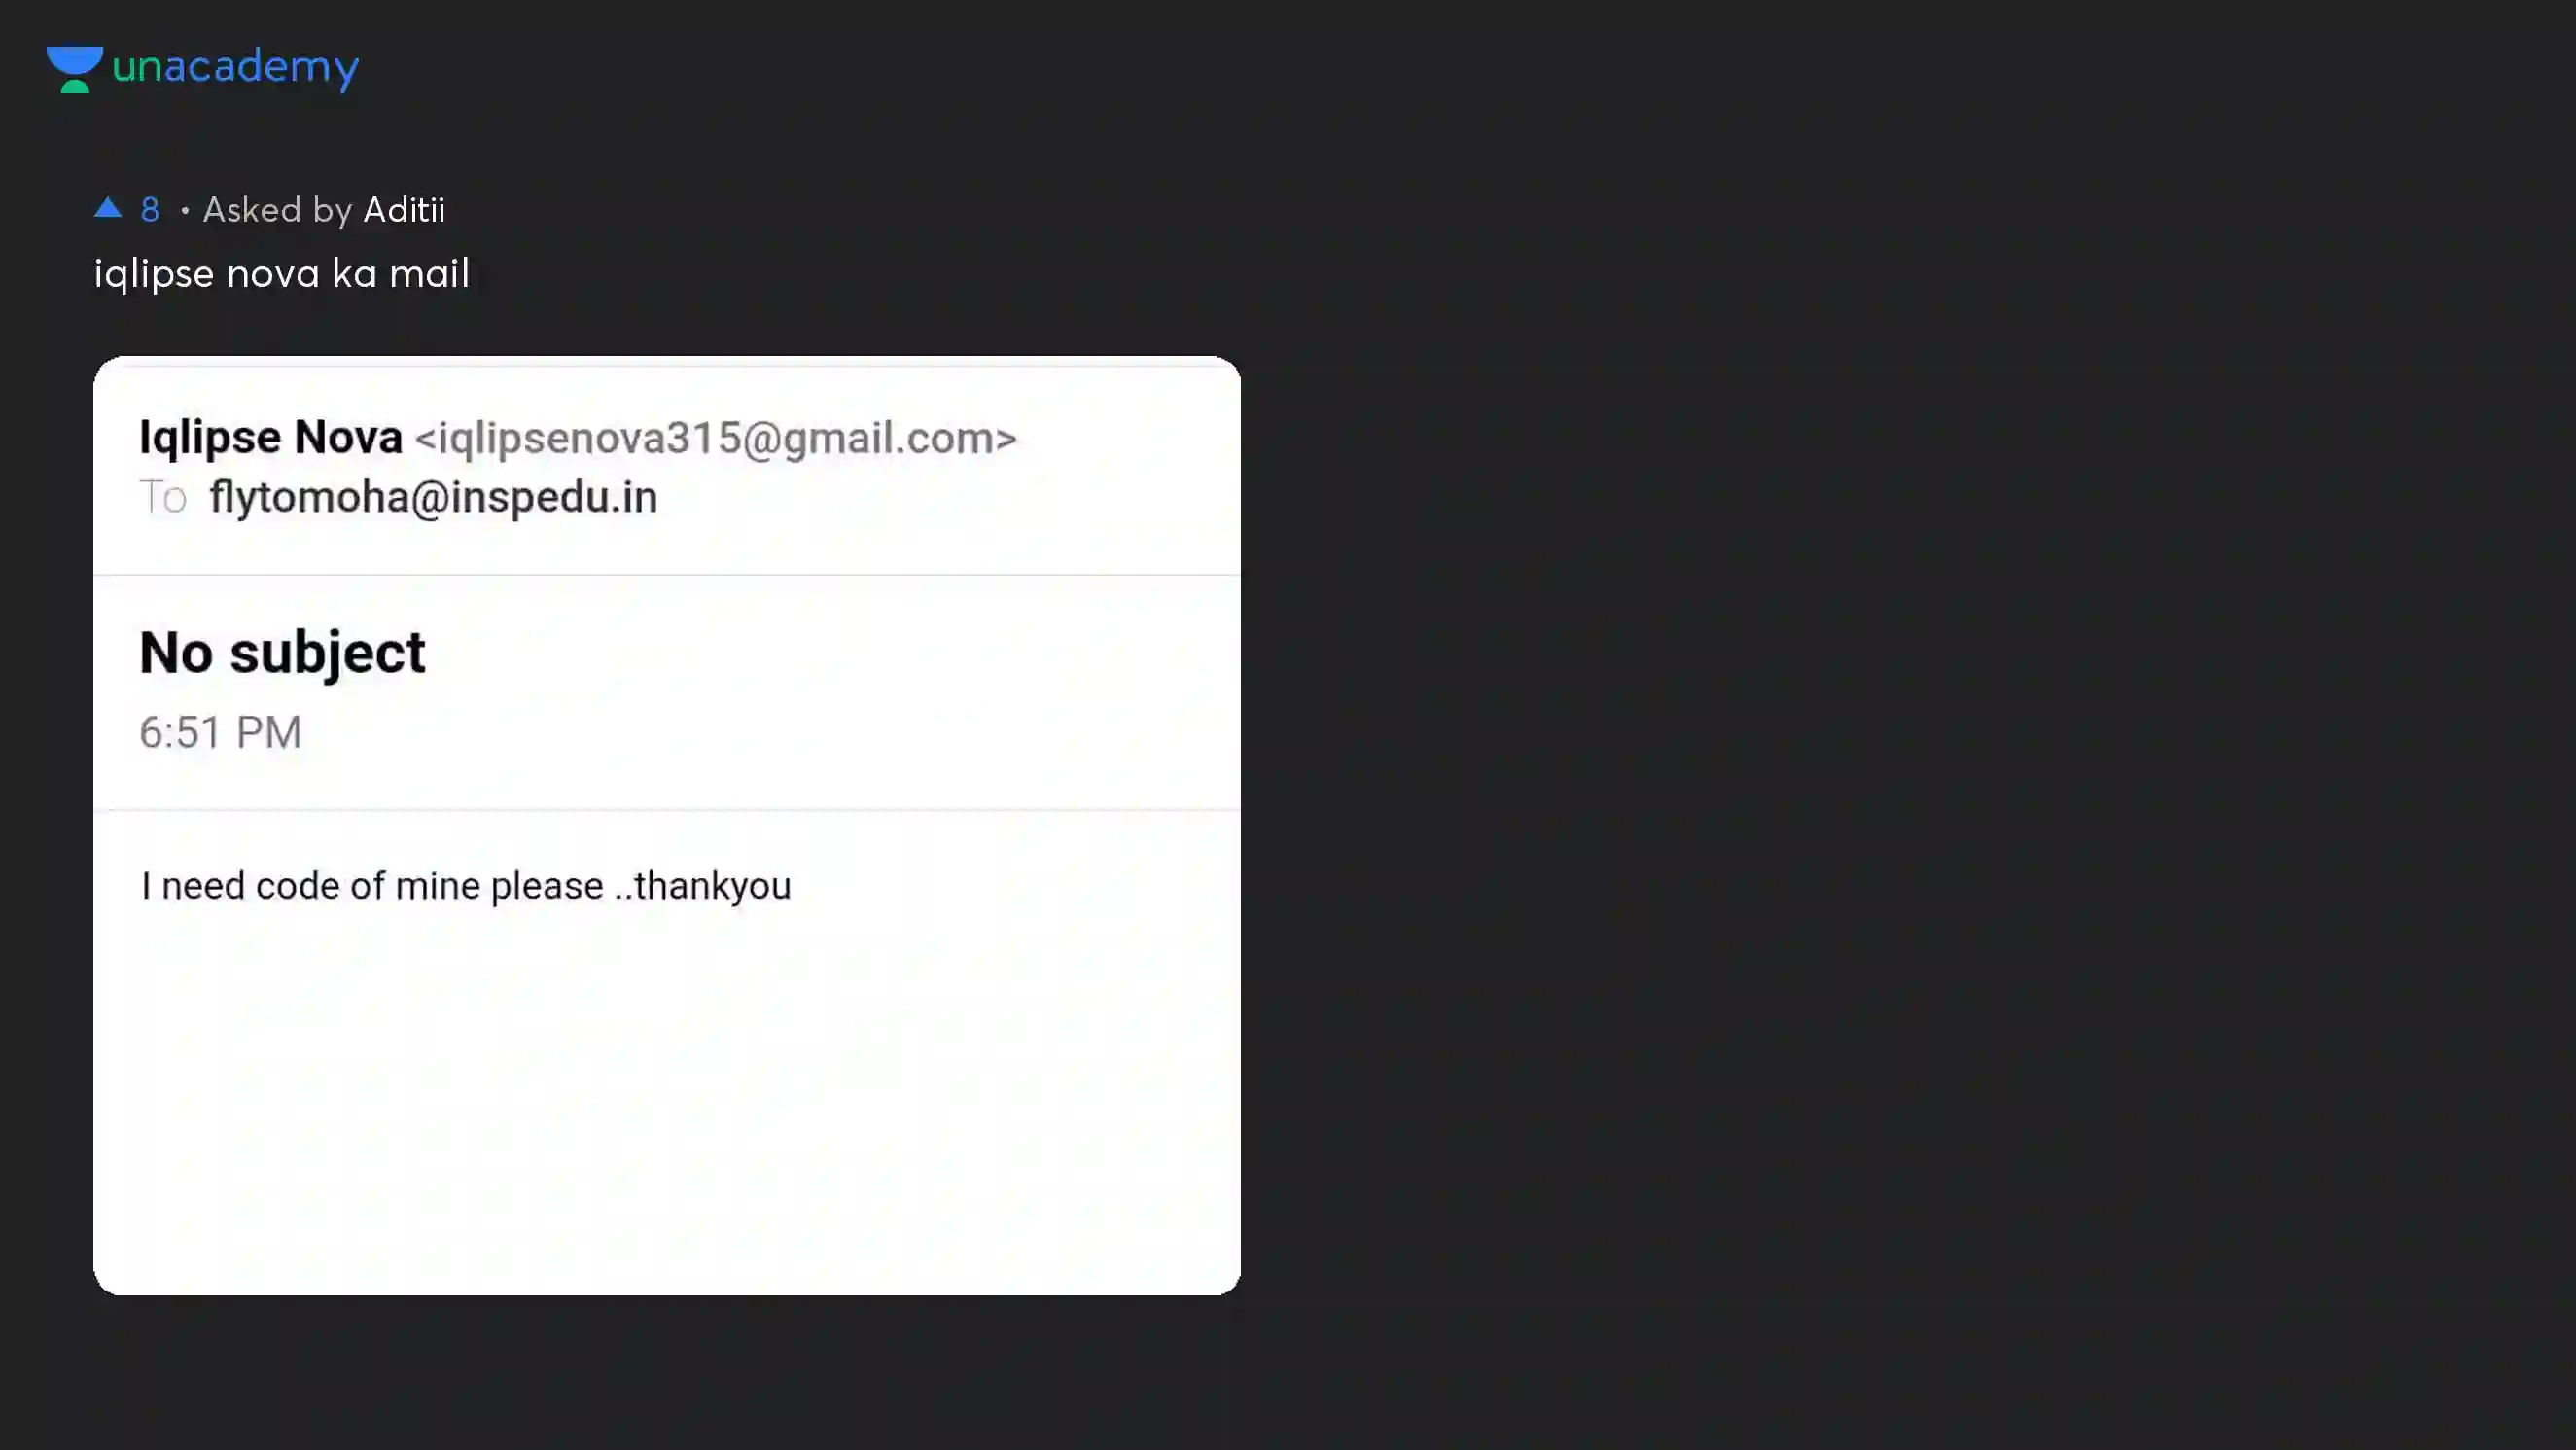 unacademy
▲ 8 • Asked by Aditii
iqlipse nova ka mail
Iqlipse Nova <iqlipsenova315@gmail.com>
To flytomoha@inspedu.in
No subject
6:51 PM
I need code of mine please ..thankyou